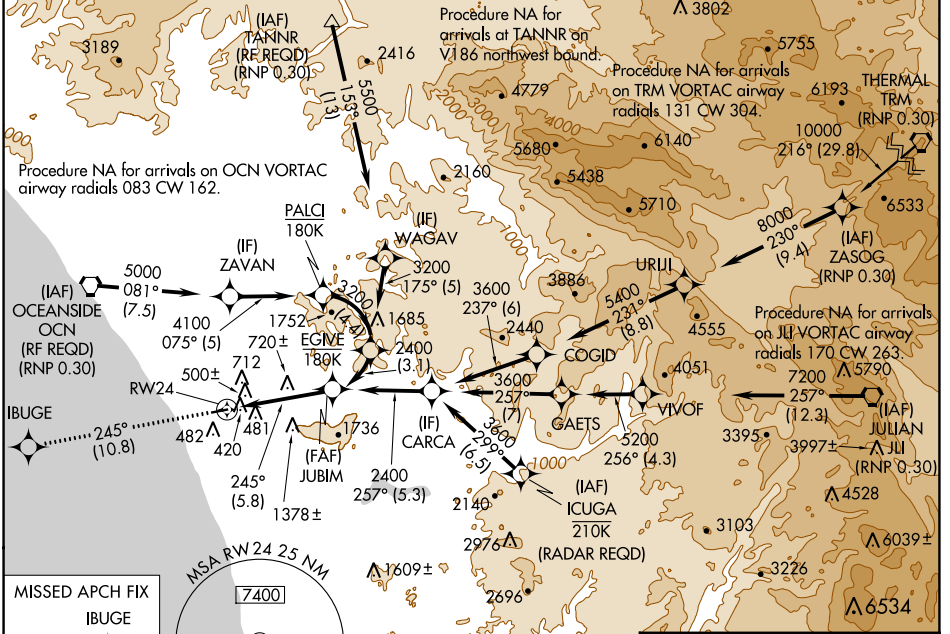 3802
(IAF)
TANNR
(RF REQD)
(RNP 0.30)
Procedure NA for
arrivals at TANNR on
V186 northwest bound.
3189
2416
5755
5500
153°
(13)
Procedure NA for arrivals
on TRM VORTAC airway
radials 131 CW 304.
THERMAL
TRM
(RNP 0.30)
4779
6193
4000
10000
216° (29.8)
5680
6140
Procedure NA for arrivals on OCN VORTAC
airway radials 083 CW 162.
2160
5438
5710
6533
PALCI
180K
(IF)
WAGAV
8000
230°
(9.4)
(IF)
ZAVAN
(IAF)
ZASOG
(RNP 0.30)
URIJI
5000
081°
(7.5)
3200
175° (5)
3886
(IAF)
OCEANSIDE
OCN
(RF REQD)
(RNP 0.30)
3200
(4.4)
3600
237° (6)
5400
231°
(8.8)
4100
075° (5)
1752
1685
2440
4555
Procedure NA for arrivals
on JLI VORTAC airway
radials 170 CW 263.
720±
EGIVE
180K
2400
(3.1)
COGID
712
500±
RW24
3600
257°
(7)
4051
7200
257°
(12.3)
5790
IBUGE
245°
(10.8)
482
420
481
1736
(IF)
CARCA
GAETS
VIVOF
(IAF)
JULIAN
JLI
(RNP 0.30)
(FAF)
JUBIM
3600
299°
(6.5)
5200
256° (4.3)
3395
3997±
245°
(5.8)
2400
257° (5.3)
1000
1378±
(IAF)
ICUGA
210K
(RADAR REQD)
2140
4528
3103
2976
6039±
MSA RW24 25 NM
1609±
3226
MISSED APCH FIX
IBUGE
7400
2696
6534